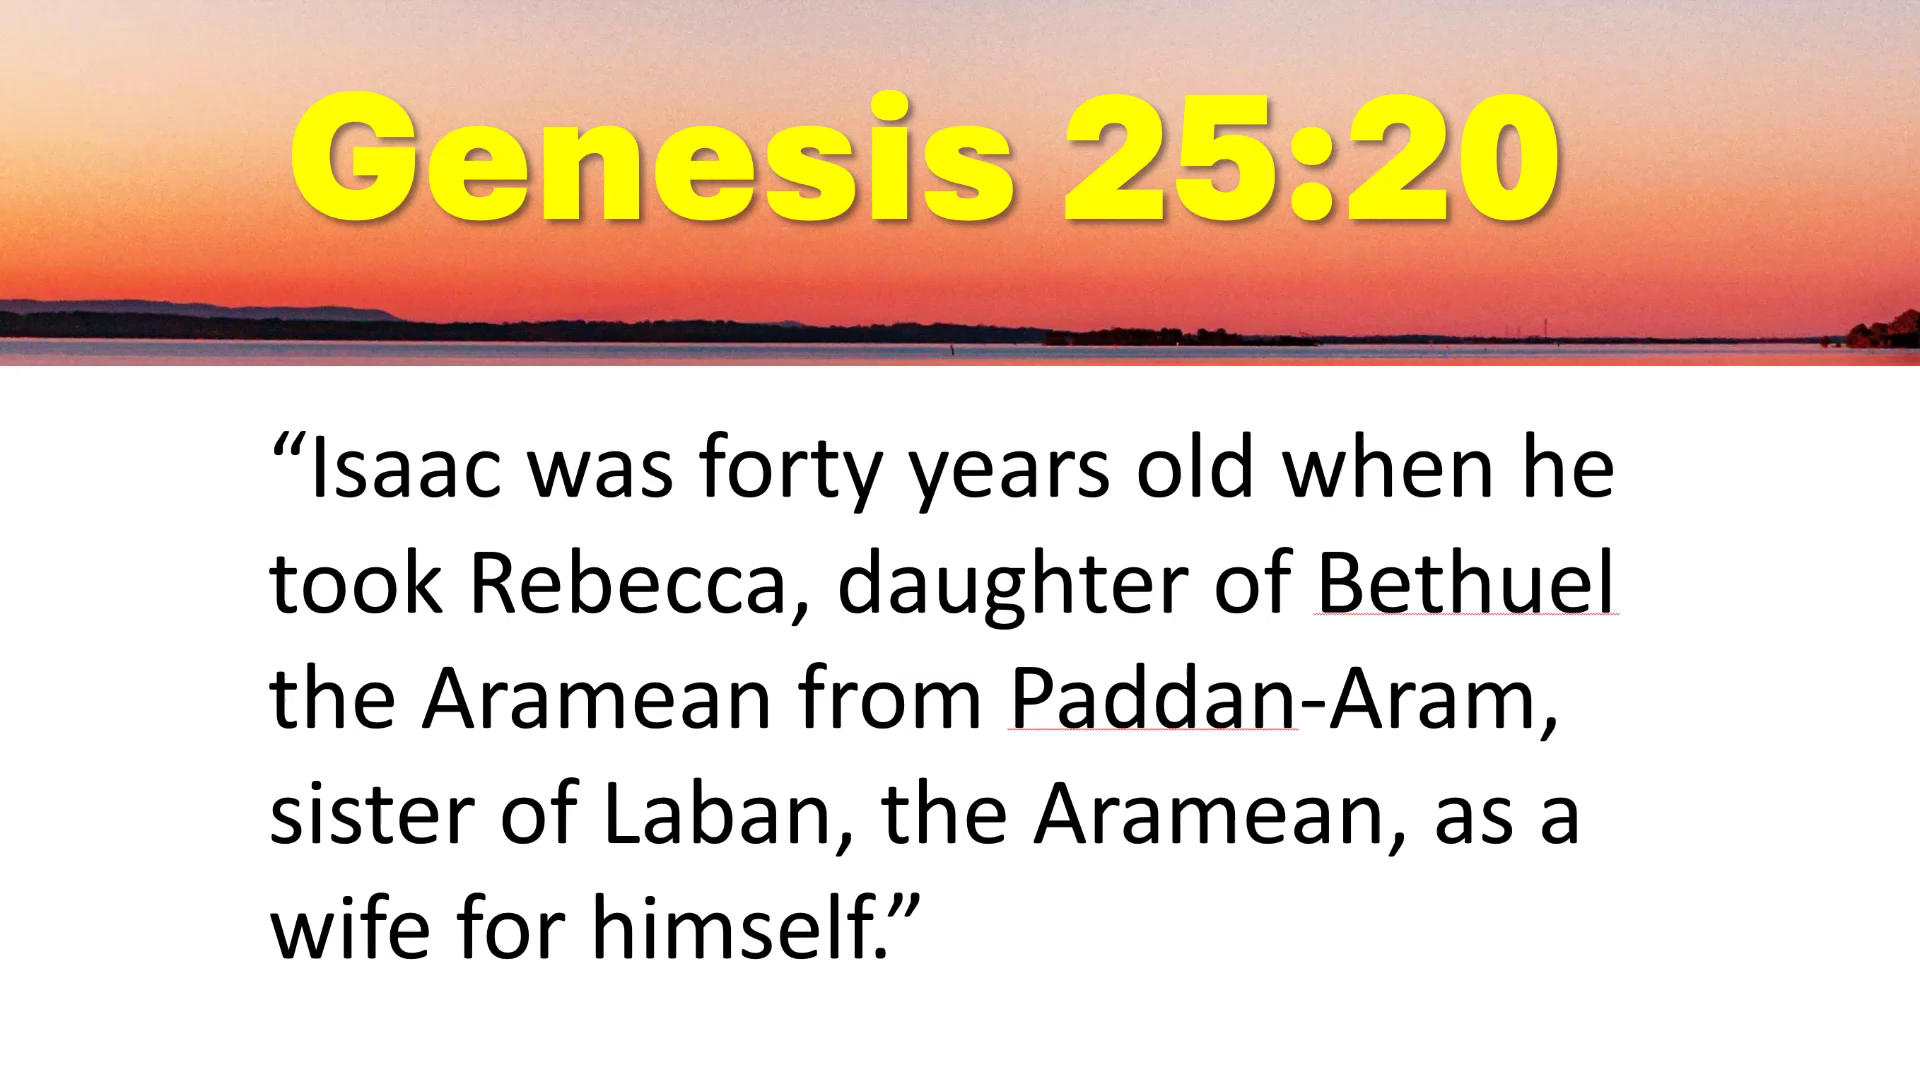 Genesis 25:20
“Isaac was forty years old when he
took Rebecca, daughter of Bethuel
the Aramean from Paddan-Aram,
sister of Laban, the Aramean, as a
wife for himself.”